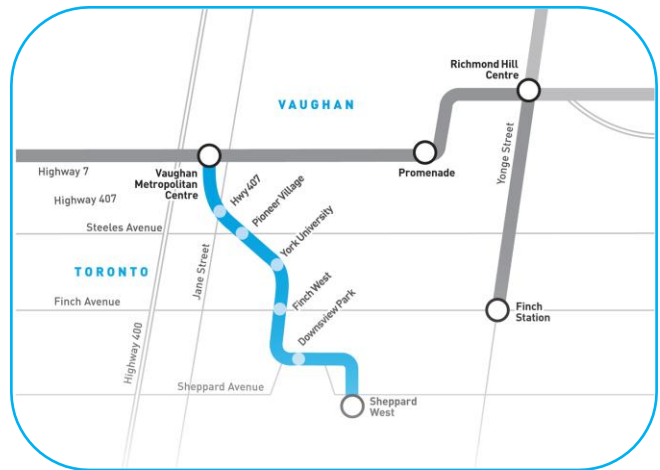 Richmond Hill
Centre
VAUGHAN
Yonge Street
Highway 7
Vaughan
Metropolitan
Centre
Promenade
Highway 407
Hwy 407
Pioneer Village
Steeles Avenue
York University
TORONTO
Jane Street
Finch Avenue
Finch West
Finch
Station
Highway 400
Downsview Park
Sheppard Avenue
Sheppard
West